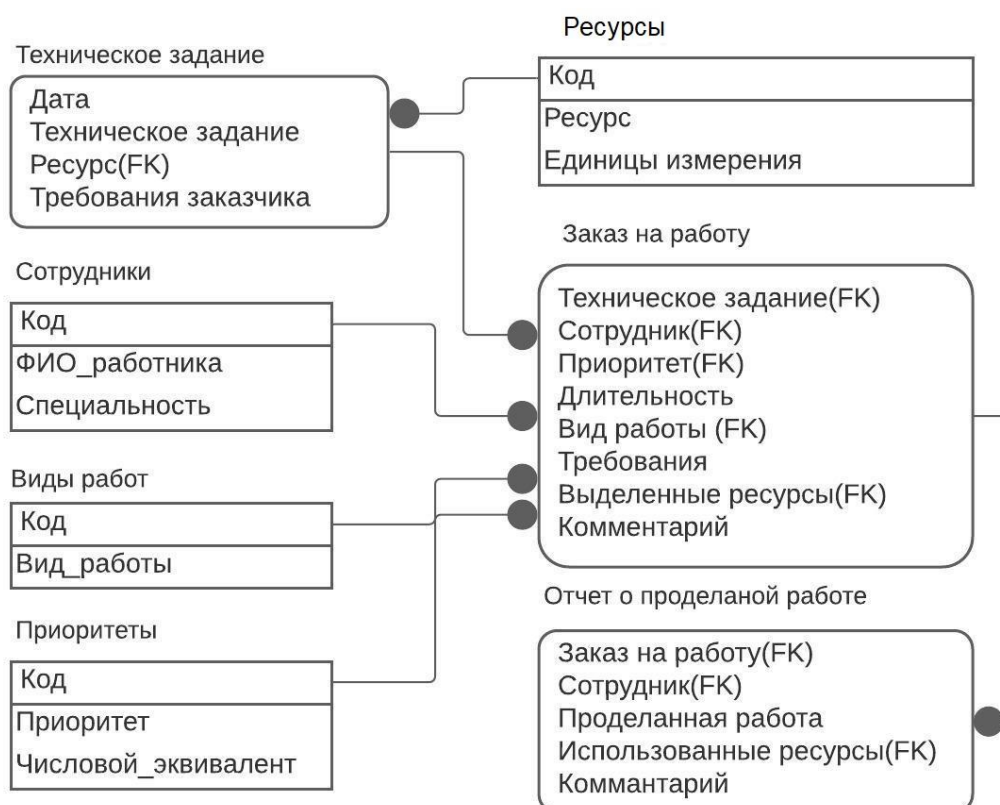 Техническое задание
Дата
Техническое задание
Ресурс(FK)
Требования заказчика
Ресурсы
Код
Ресурс
Единицы измерения
Сотрудники
Код
ФИО_работника
Специальность
Заказ на работу
Техническое задание(FK)
Сотрудник(FK)
Приоритет(FK)
Длительность
Вид работы (FK)
Требования
Выделенные ресурсы(FK)
Комментарий
Виды работ
Код
Вид_работы
Приоритеты
Код
Приоритет
Числовой_эквивалент
Отчет о проделаной работе
Заказ на работу(FK)
Сотрудник(FK)
Проделанная работа
Использованные ресурсы(FK)
Коммантарий